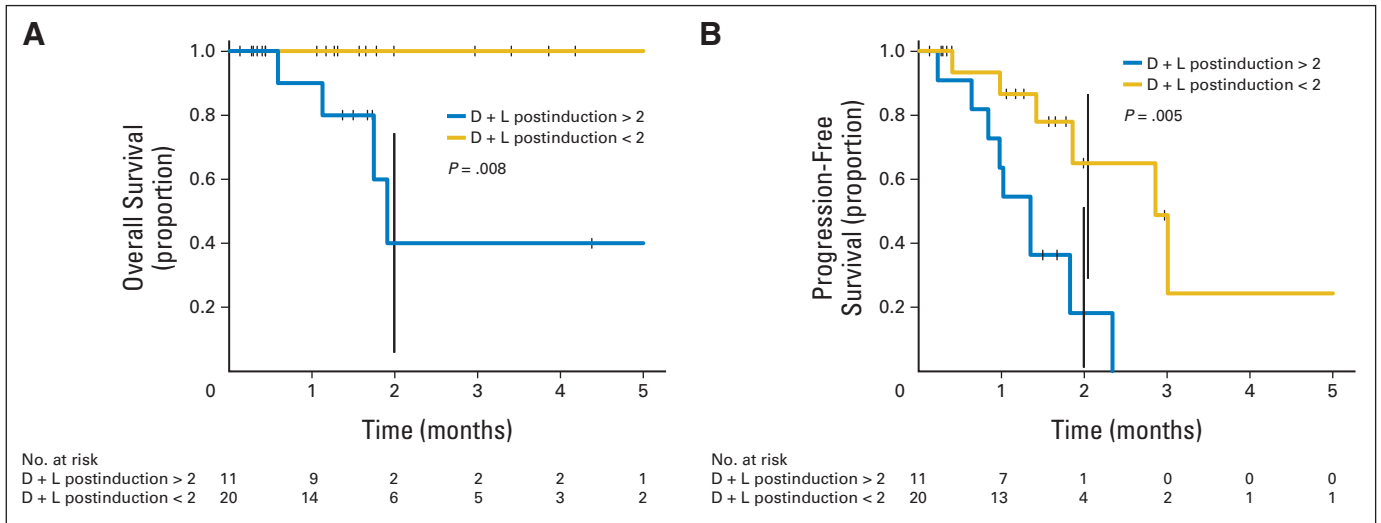 A
Overall Survival
(proportion)
1.0
0.8
0.6
0.4
0.2
0
1
2
3
4
5
D + L postinduction > 2
D + L postinduction < 2
P = .008
Time (months)
No. at risk
D + L postinduction > 2 11 9 2 2 2 1
D + L postinduction < 2 20 14 6 5 3 2
B
Progression-Free
Survival (proportion)
1.0
0.8
0.6
0.4
0.2
0
1
2
3
4
5
D + L postinduction > 2
D + L postinduction < 2
P = .005
Time (months)
No. at risk
D + L postinduction > 2 11 7 1 0 0 0
D + L postinduction < 2 20 13 4 2 1 1